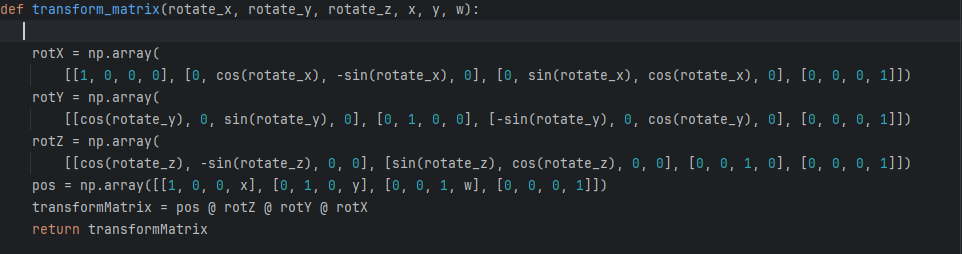 def transform_matrix(rotate_x, rotate_y, rotate_z, x, y, w):
    rotX = np.array(
        [[1, 0, 0, 0], [0, cos(rotate_x), -sin(rotate_x), 0], [0, sin(rotate_x), cos(rotate_x), 0], [0, 0, 0, 1]])
    rotY = np.array(
        [[cos(rotate_y), 0, sin(rotate_y), 0], [0, 1, 0, 0], [-sin(rotate_y), 0, cos(rotate_y), 0], [0, 0, 0, 1]])
    rotZ = np.array(
        [[cos(rotate_z), -sin(rotate_z), 0, 0], [sin(rotate_z), cos(rotate_z), 0, 0], [0, 0, 1, 0], [0, 0, 0, 1]])
    pos = np.array([[1, 0, 0, x], [0, 1, 0, y], [0, 0, 1, w], [0, 0, 0, 1]])
    transformMatrix = pos @ rotZ @ rotY @ rotX
    return transformMatrix